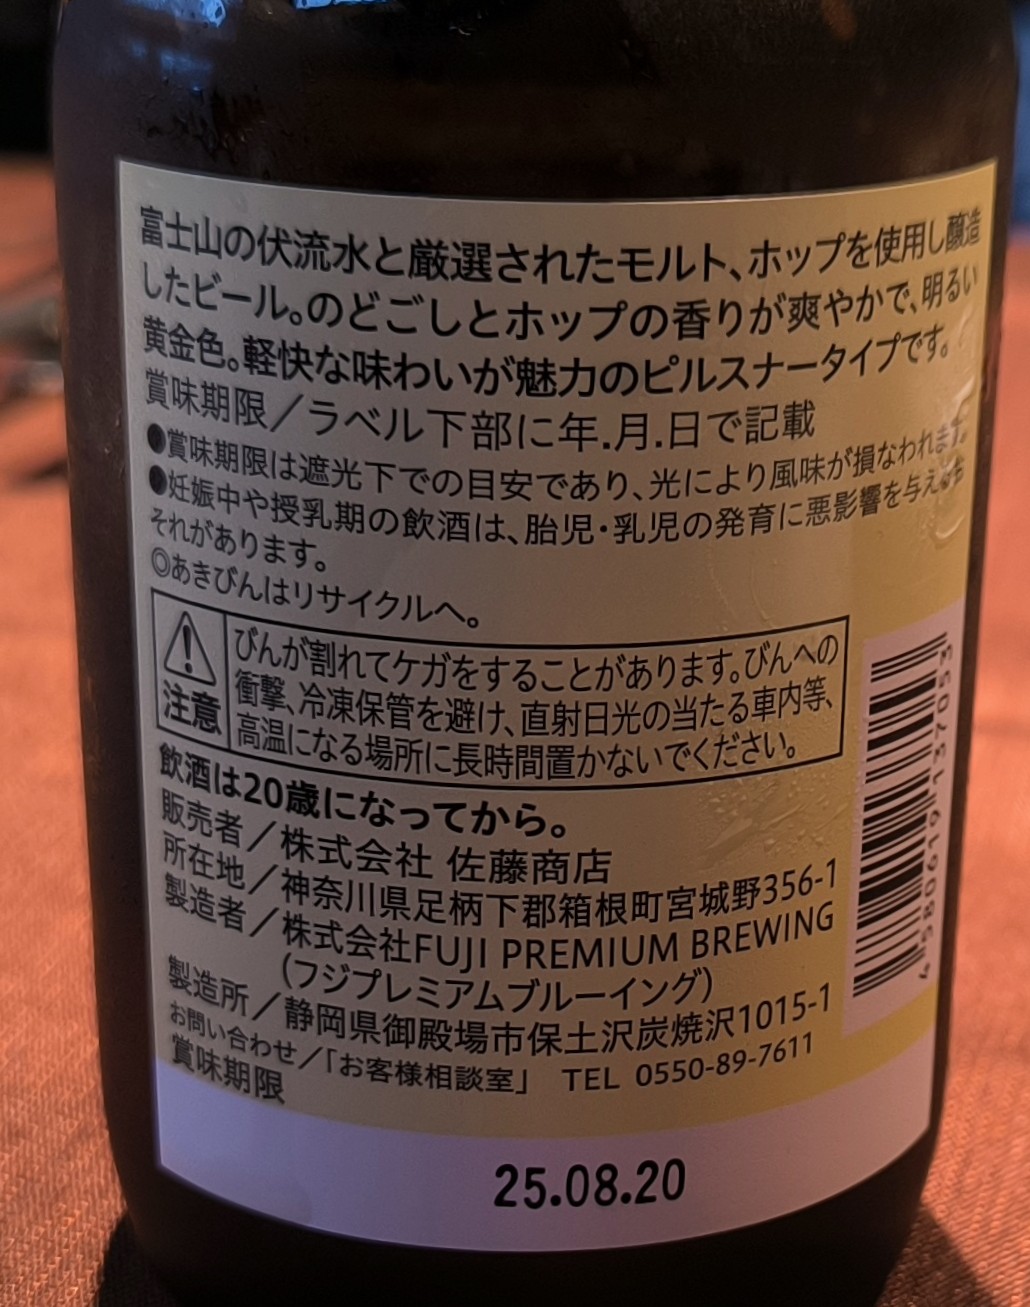 富士山の伏流水と厳選されたモルト、ホップを使用し醸造
したビール。のどごしとホップの香りが爽やかで、明るい
黄金色。軽快な味わいが魅力のピルスナータイプです。
賞味期限／ラベル下部に年.月.日で記載
●賞味期限は遮光下での目安であり、光により風味が損なわれます。
●妊娠中や授乳期の飲酒は、胎児・乳児の発育に悪影響を与えるお
それがあります。
◎あきびんはリサイクルへ。
注意
びんが割れてケガをすることがあります。びんへの
衝撃、冷凍保管を避け、直射日光の当たる車内等、
高温になる場所に長時間置かないでください。
飲酒は20歳になってから。
販売者／株式会社 佐藤商店
所在地／神奈川県足柄下郡箱根町宮城野356-1
製造者／株式会社FUJI PREMIUM BREWING
(フジプレミアムブルーイング)
製造所／静岡県御殿場市保土沢炭焼沢1015-1
お問い合わせ／「お客様相談室」 TEL 0550-89-7611
賞味期限
25.08.20
4 580619 137053